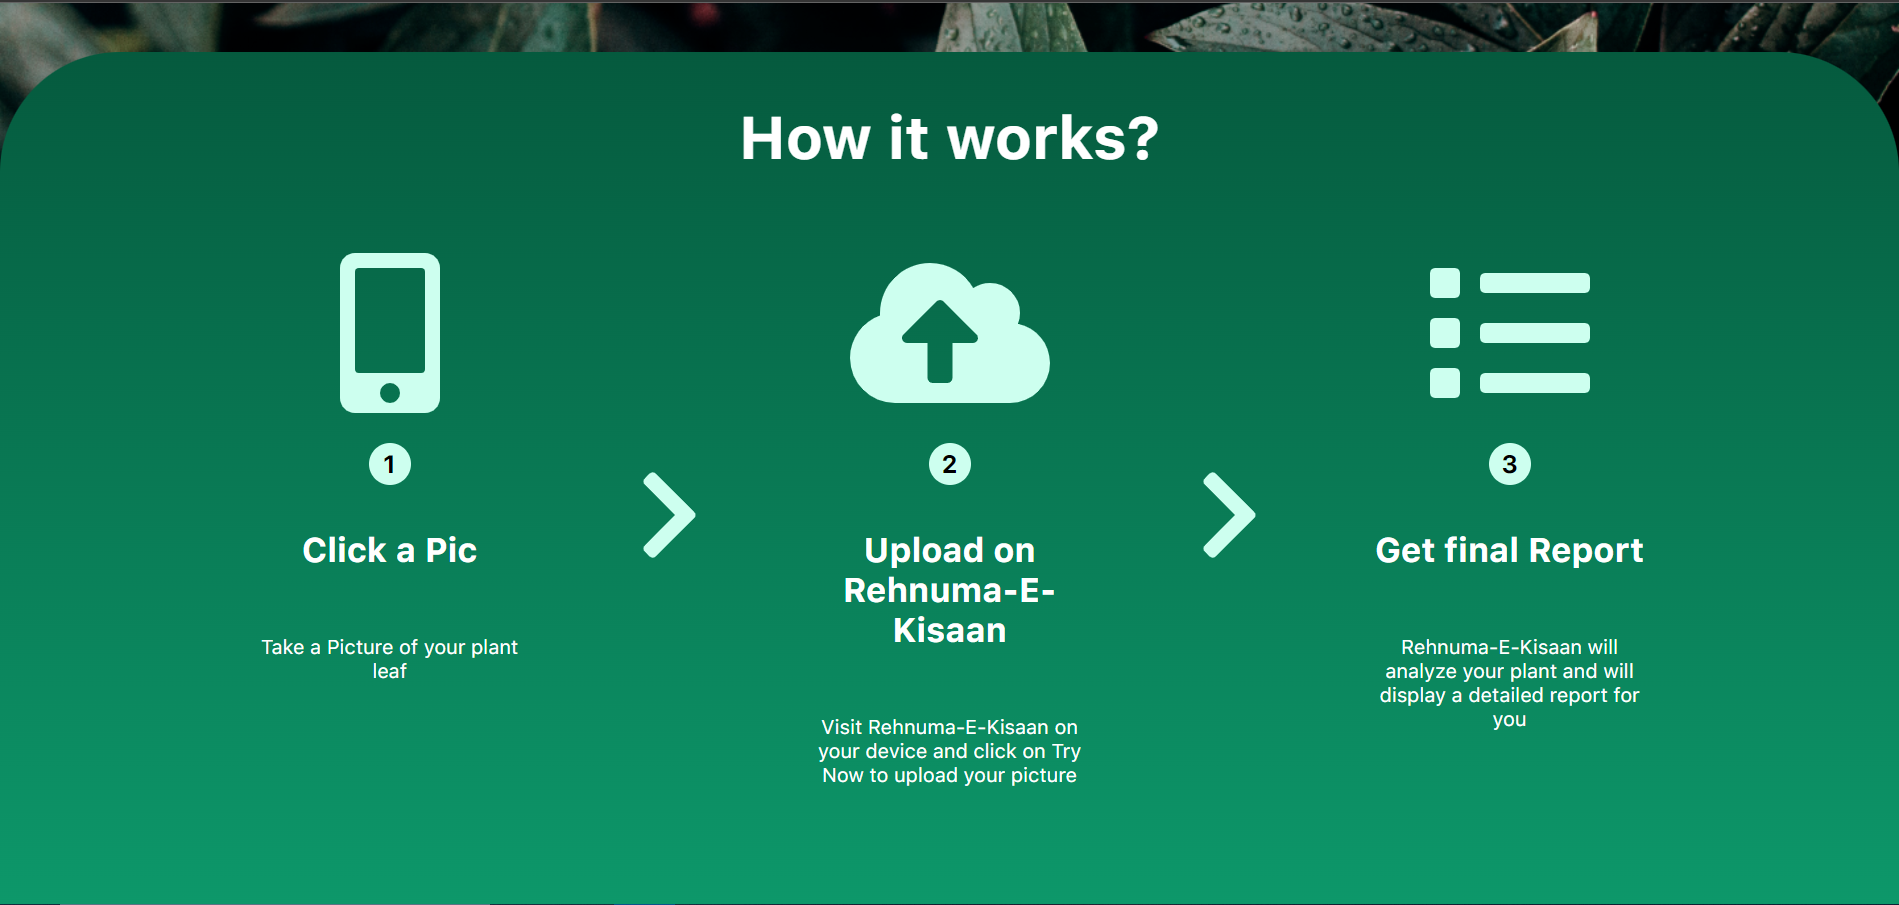 How it works?
1
Click a Pic
Take a Picture of your plant
leaf
2
Upload on
Rehnuma-E-
Kisaan
Visit Rehnuma-E-Kisaan on
your device and click on Try
Now to upload your picture
3
Get final Report
Rehnuma-E-Kisaan will
analyze your plant and will
display a detailed report for
you